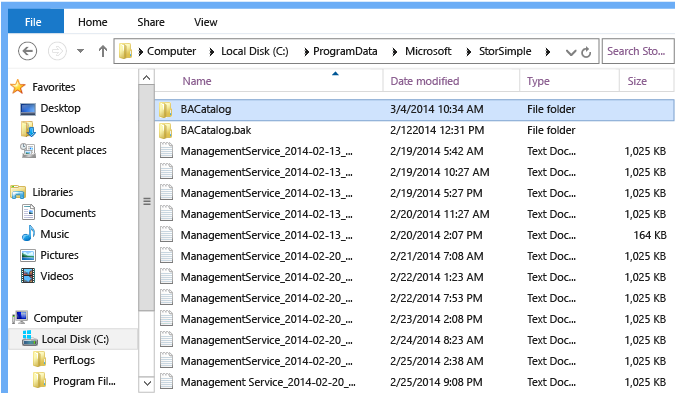 File Home Share View
Computer Local Disk (C:) ProgramData Microsoft StorSimple Search Sto...
Favorites
Desktop
Downloads
Recent places
Libraries
Documents
Music
Pictures
Videos
Computer
Local Disk (C:)
PerfLogs
Program Fil...
Name Date modified Type Size
BACatalog 3/4/2014 10:34 AM File folder
BACatalog.bak 2/122014 12:31 PM File folder
ManagementService_2014-02-13_... 2/19/2014 5:42 AM Text Doc... 1,025 KB
ManagementService_2014-02-13_... 2/19/2014 10:27 AM Text Doc... 1,025 KB
ManagementService_2014-02-13_... 2/19/2014 5:27 PM Text Doc... 1,025 KB
ManagementService_2014-02-13_... 2/20/2014 11:27 AM Text Doc... 1,025 KB
ManagementService_2014-02-13_... 2/20/2014 2:07 PM Text Doc... 164 KB
ManagementService_2014-02-20_... 2/21/2014 7:08 AM Text Doc... 1,025 KB
ManagementService_2014-02-20_... 2/22/2014 1:23 AM Text Doc... 1,025 KB
ManagementService_2014-02-20_... 2/22/2014 7:53 PM Text Doc... 1,025 KB
ManagementService_2014-02-20_... 2/23/2014 2:08 PM Text Doc... 1,025 KB
ManagementService_2014-02-20_... 2/24/2014 8:23 AM Text Doc... 1,025 KB
ManagementService_2014-02-20_... 2/25/2014 2:38 AM Text Doc... 1,025 KB
Management Service_2014-02-20_... 2/25/2014 9:08 PM Text Doc... 1,025 KB